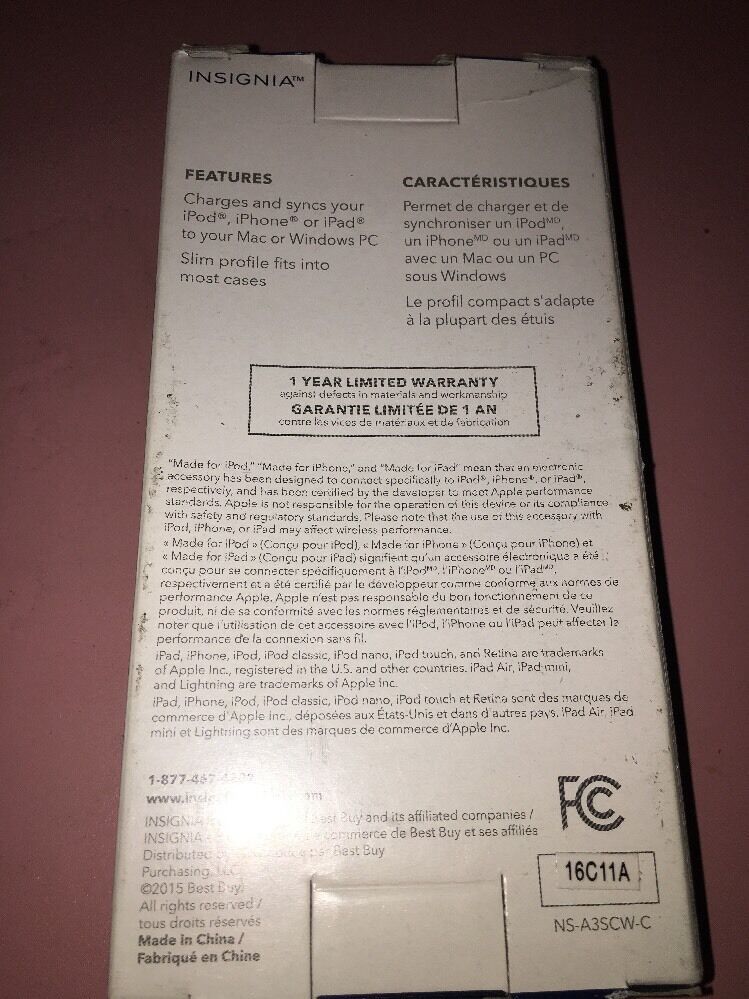 INSIGNIA™
FEATURES
Charges and syncs your
iPod®, iPhone® or iPad®
to your Mac or Windows PC
Slim profile fits into
most cases
CARACTÉRISTIQUES
Permet de charger et de
synchroniser un iPodMD,
un iPhoneMD ou un iPadMD
avec un Mac ou un PC
sous Windows
Le profil compact s'adapte
à la plupart des étuis
1 YEAR LIMITED WARRANTY
against defects in materials and workmanship
GARANTIE LIMITÉE DE 1 AN
contre les vices de matériaux et de fabrication
"Made for iPod," "Made for iPhone," and "Made for iPad" mean that an electronic
accessory has been designed to connect specifically to iPod®, iPhone®, or iPad®,
respectively, and has been certified by the developer to meet Apple performance
standards. Apple is not responsible for the operation of this device or its compliance
with safety and regulatory standards. Please note that the use of this accessory with
iPod, iPhone, or iPad may affect wireless performance.
« Made for iPod » (Conçu pour iPod), « Made for iPhone » (Conçu pour iPhone) et
« Made for iPad » (Conçu pour iPad) signifient qu'un accessoire électronique a été
conçu pour se connecter spécifiquement à l'iPodMD, l'iPhoneMD ou l'iPadMD,
respectivement et a été certifié par le développeur comme conforme aux normes de
performance Apple. Apple n'est pas responsable du bon fonctionnement de ce
produit, ni de sa conformité avec les normes réglementaires et de sécurité. Veuillez
noter que l'utilisation de cet accessoire avec l'iPod, l'iPhone ou l'iPad peut affecter la
performance de la connexion sans fil.
iPad, iPhone, iPod, iPod classic, iPod nano, iPod touch, and Retina are trademarks
of Apple Inc., registered in the U.S. and other countries. iPad Air, iPad mini,
and Lightning are trademarks of Apple Inc.
iPad, iPhone, iPod, iPod classic, iPod nano, iPod touch et Retina sont des marques de
commerce d'Apple Inc., déposées aux États-Unis et dans d'autres pays. iPad Air, iPad
mini et Lightning sont des marques de commerce d'Apple Inc.
1-877-467-
INSIGNIA Best Buy and its affiliated companies /
INSIGNIA commerce de Best Buy et ses affiliés
Distributed par Best Buy
Purchasing, LLC
©2015 Best Buy.
All rights reserved /
tous droits réservés
Made in China /
Fabriqué en Chine
FC
16C11A
NS-A3SCW-C